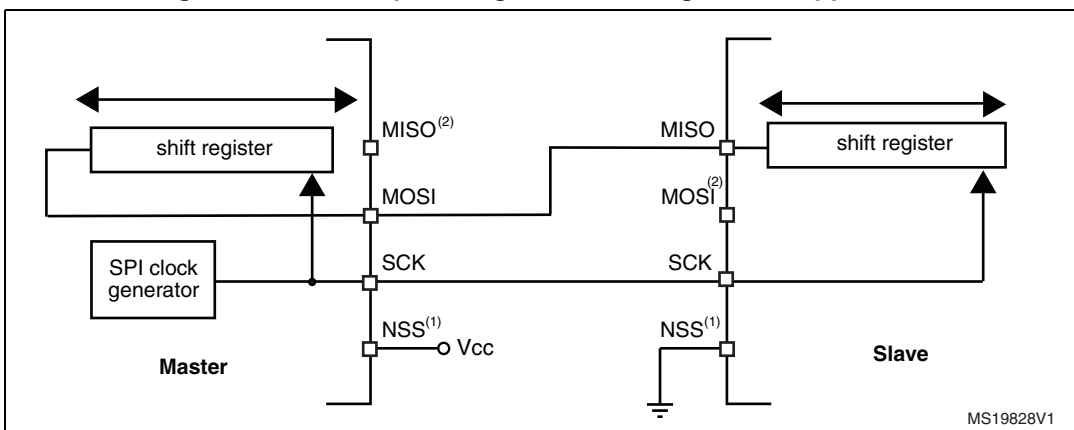 MISO(2)
MISO
shift register
shift register
MOSI
MOSI(2)
SPI clock
generator
SCK
SCK
NSS(1)
Vcc
NSS(1)
Master
Slave
MS19828V1